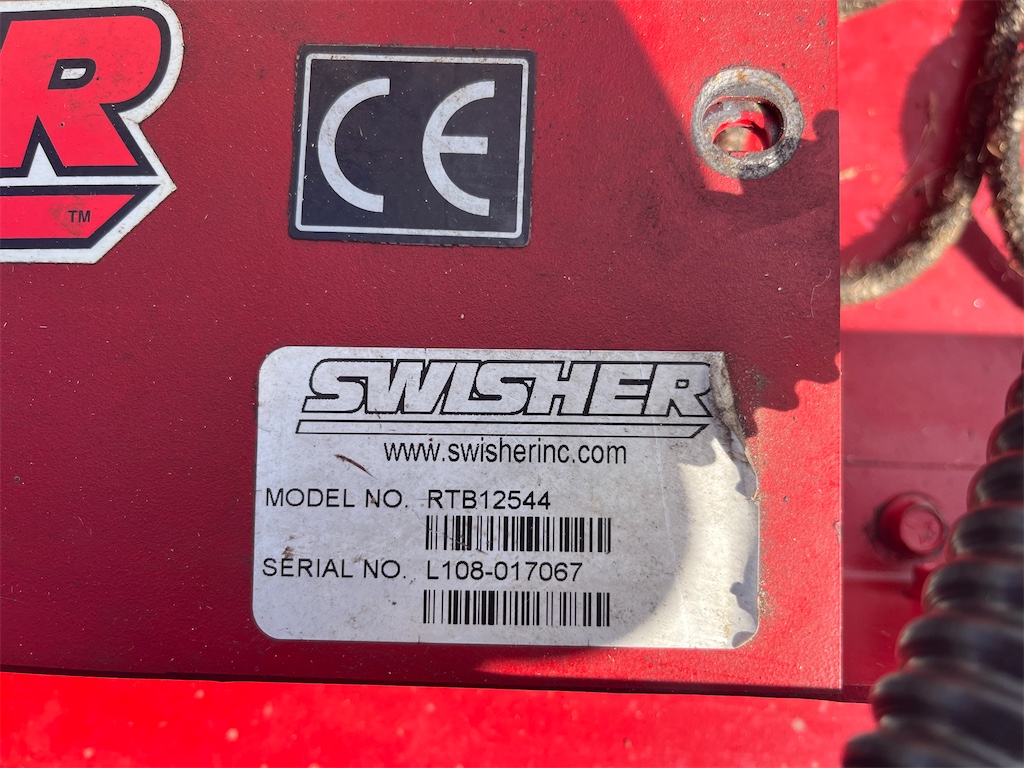 R
TM
CE
SWISHER
www.swisherinc.com
MODEL NO. RTB12544
SERIAL NO. L108-017067